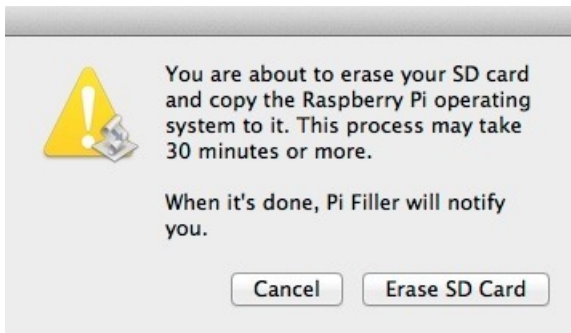 You are about to erase your SD card
and copy the Raspberry Pi operating
system to it. This process may take
30 minutes or more.
When it's done, Pi Filler will notify
you.
Cancel
Erase SD Card